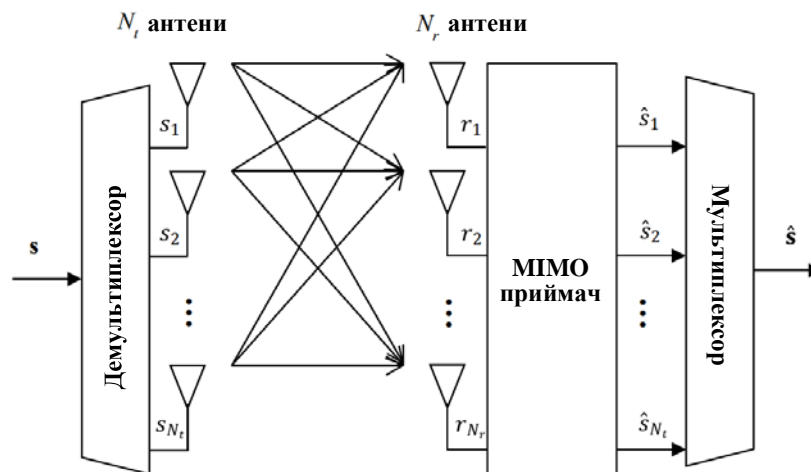 N_t антени
N_r антени
s_1
r_1
ŝ_1
s_2
r_2
ŝ_2
s
Демультиплексор
МІМО
приймач
Мультиплексор
ŝ
...
...
...
s_{N_t}
r_{N_r}
ŝ_{N_t}